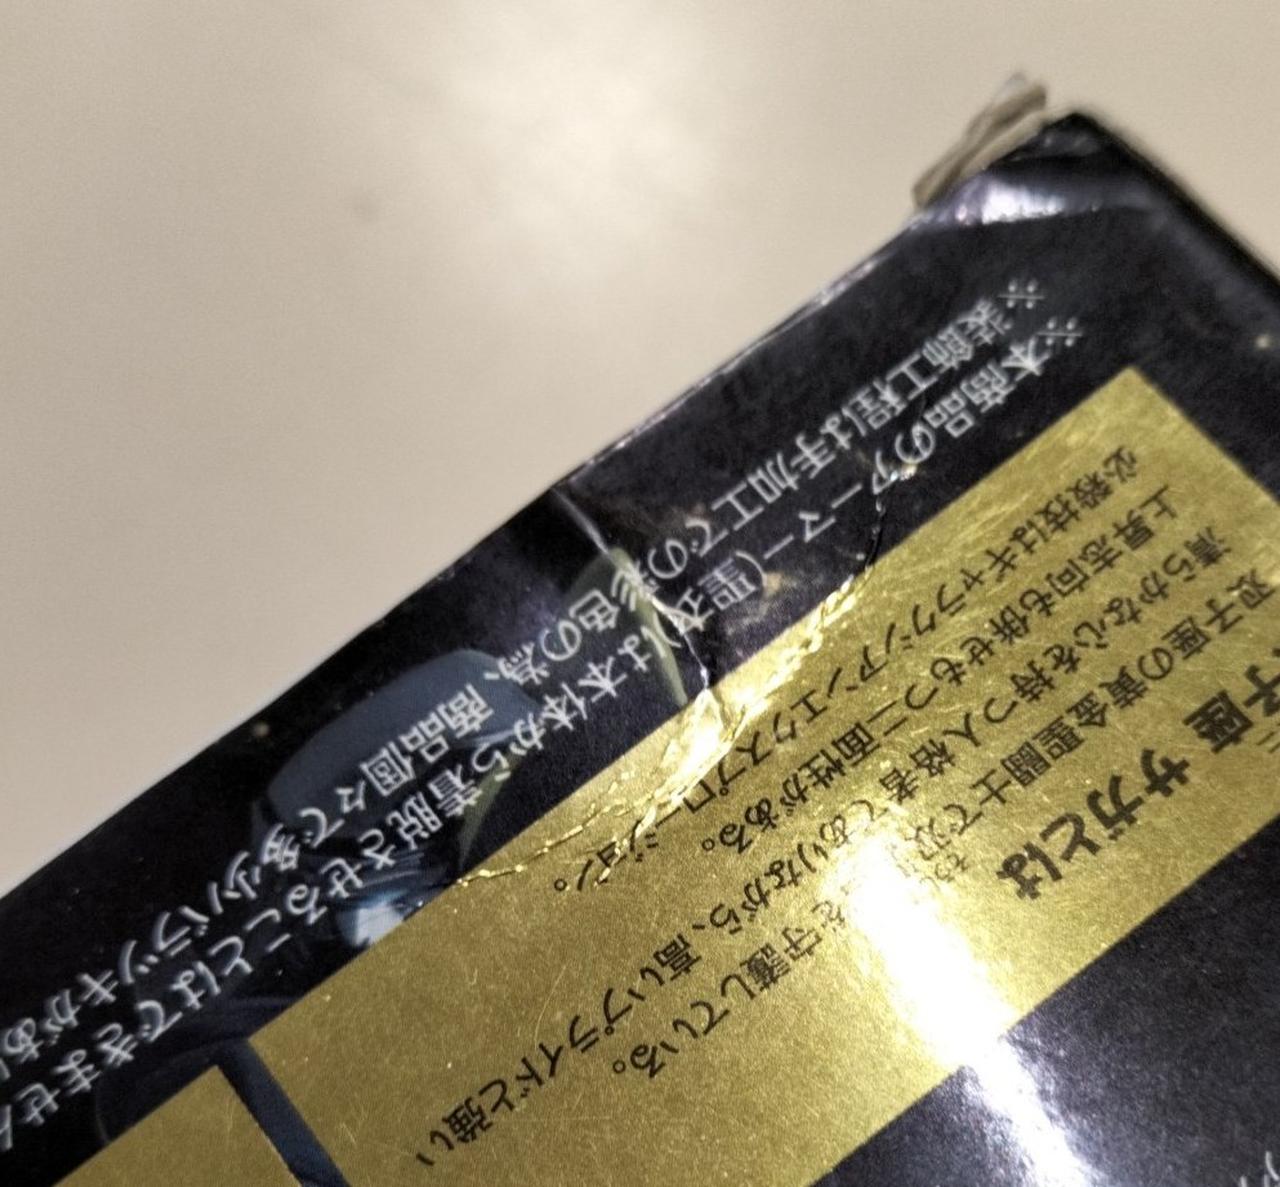 子座 サガとは
双子座の黄金聖闘士で双を守護している。
清らかな心を持つ人格者でありながら、高いプライドと強い
上昇志向も併せもつ二面性がある。
必殺技はギャラクシアンエクスプロージョン。
※本商品のアーマー(聖衣)は本体から着脱させることはできません
※装飾工程は手加工での彩色の為、商品個々で多少バラツキがあ